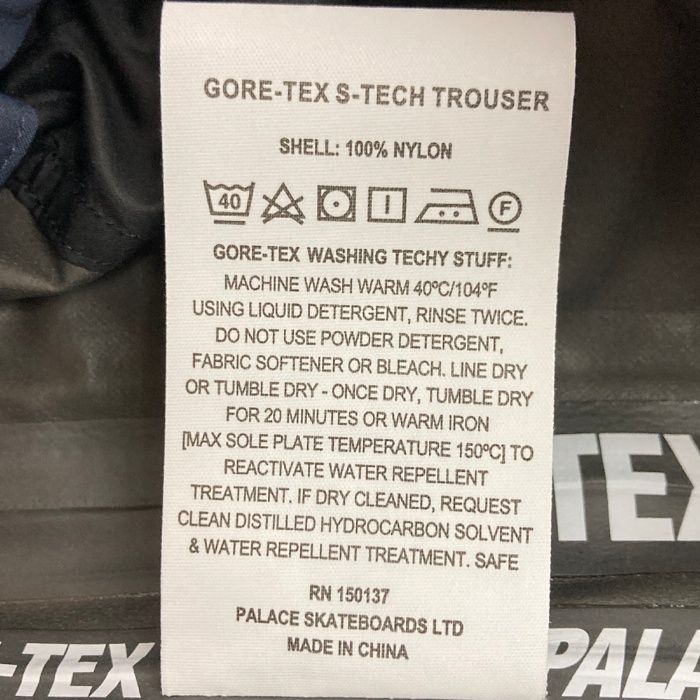 GORE-TEX S-TECH TROUSER
SHELL: 100% NYLON
40 F
GORE-TEX WASHING TECHY STUFF:
MACHINE WASH WARM 40ºC/104ºF
USING LIQUID DETERGENT, RINSE TWICE.
DO NOT USE POWDER DETERGENT,
FABRIC SOFTENER OR BLEACH. LINE DRY
OR TUMBLE DRY - ONCE DRY, TUMBLE DRY
FOR 20 MINUTES OR WARM IRON
[MAX SOLE PLATE TEMPERATURE 150ºC] TO
REACTIVATE WATER REPELLENT
TREATMENT. IF DRY CLEANED, REQUEST
CLEAN DISTILLED HYDROCARBON SOLVENT
& WATER REPELLENT TREATMENT. SAFE
RN 150137
PALACE SKATEBOARDS LTD
MADE IN CHINA
TEX
-TEX
PALA